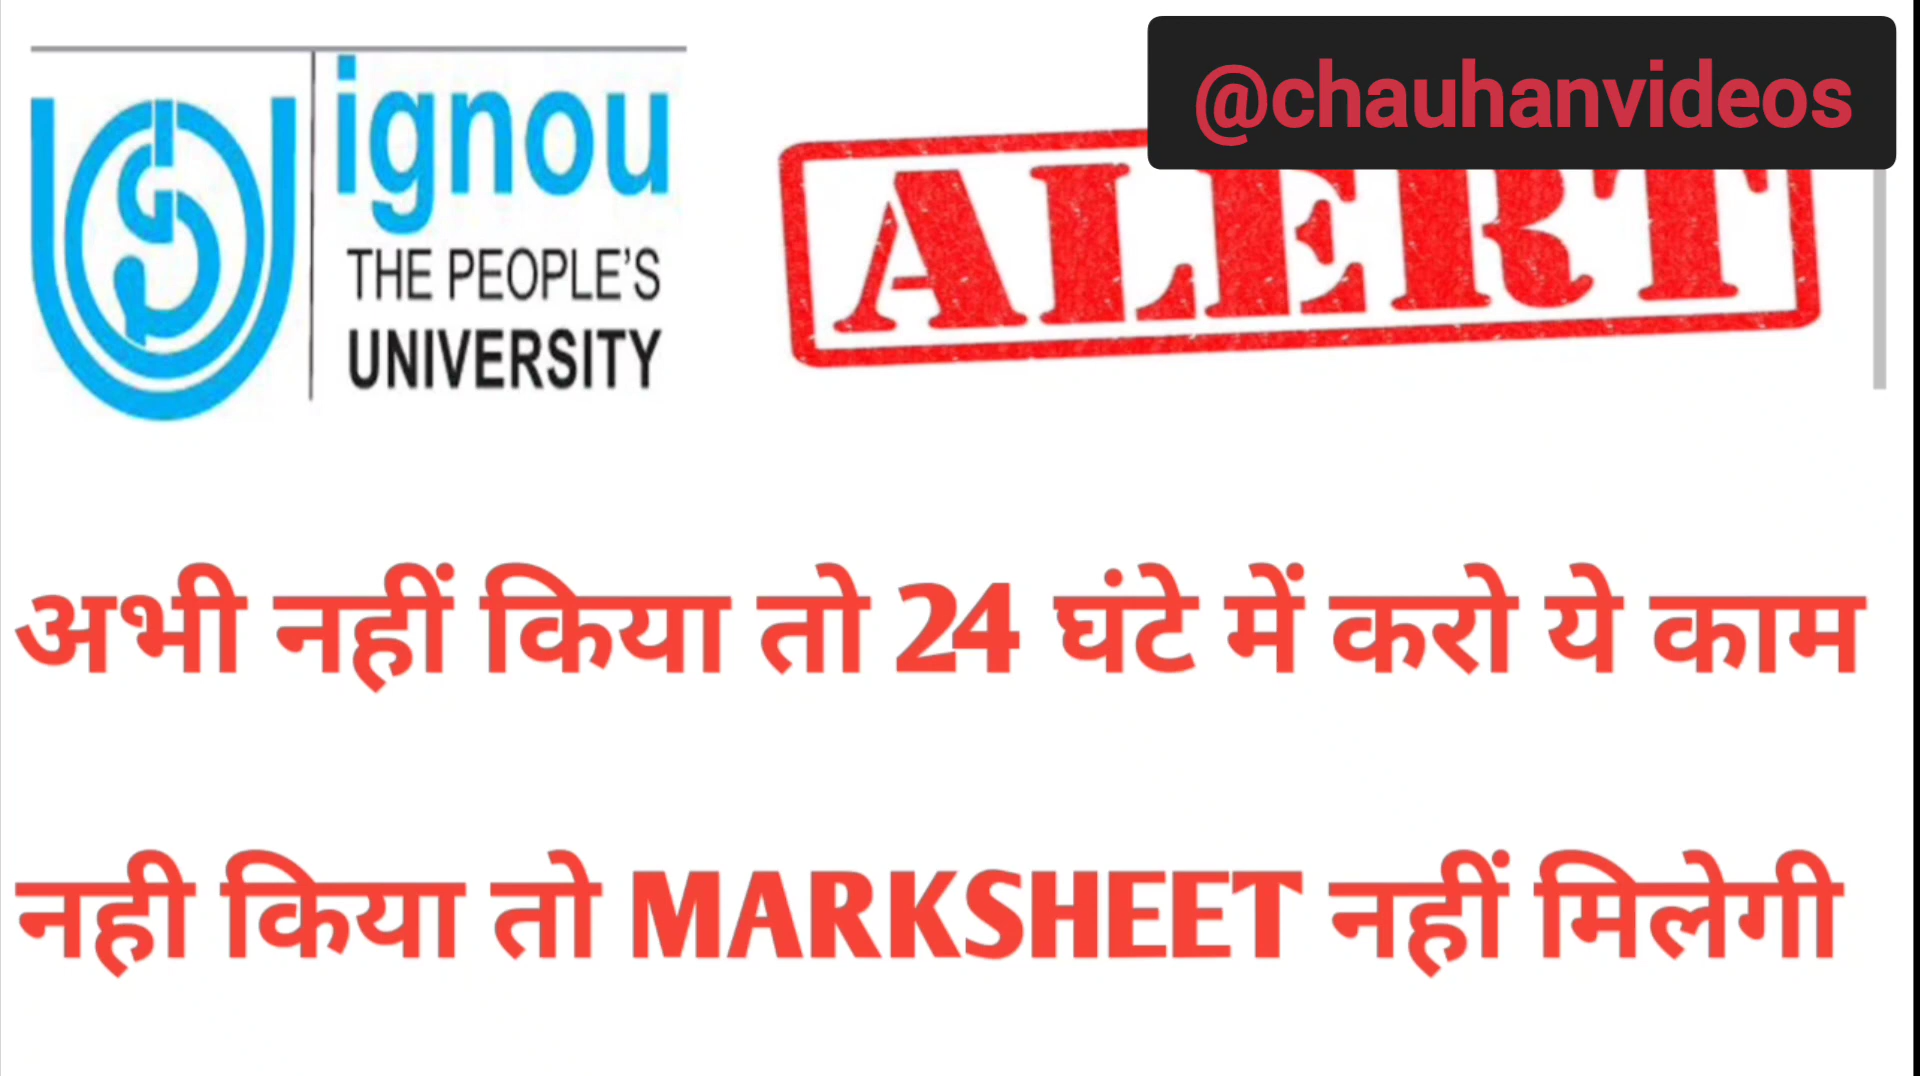 ignou
THE PEOPLE'S
UNIVERSITY
@chauhanvideos
ALERT
अभी नहीं किया तो 24 घंटे में करो ये काम
नही किया तो MARKSHEET नहीं मिलेगी